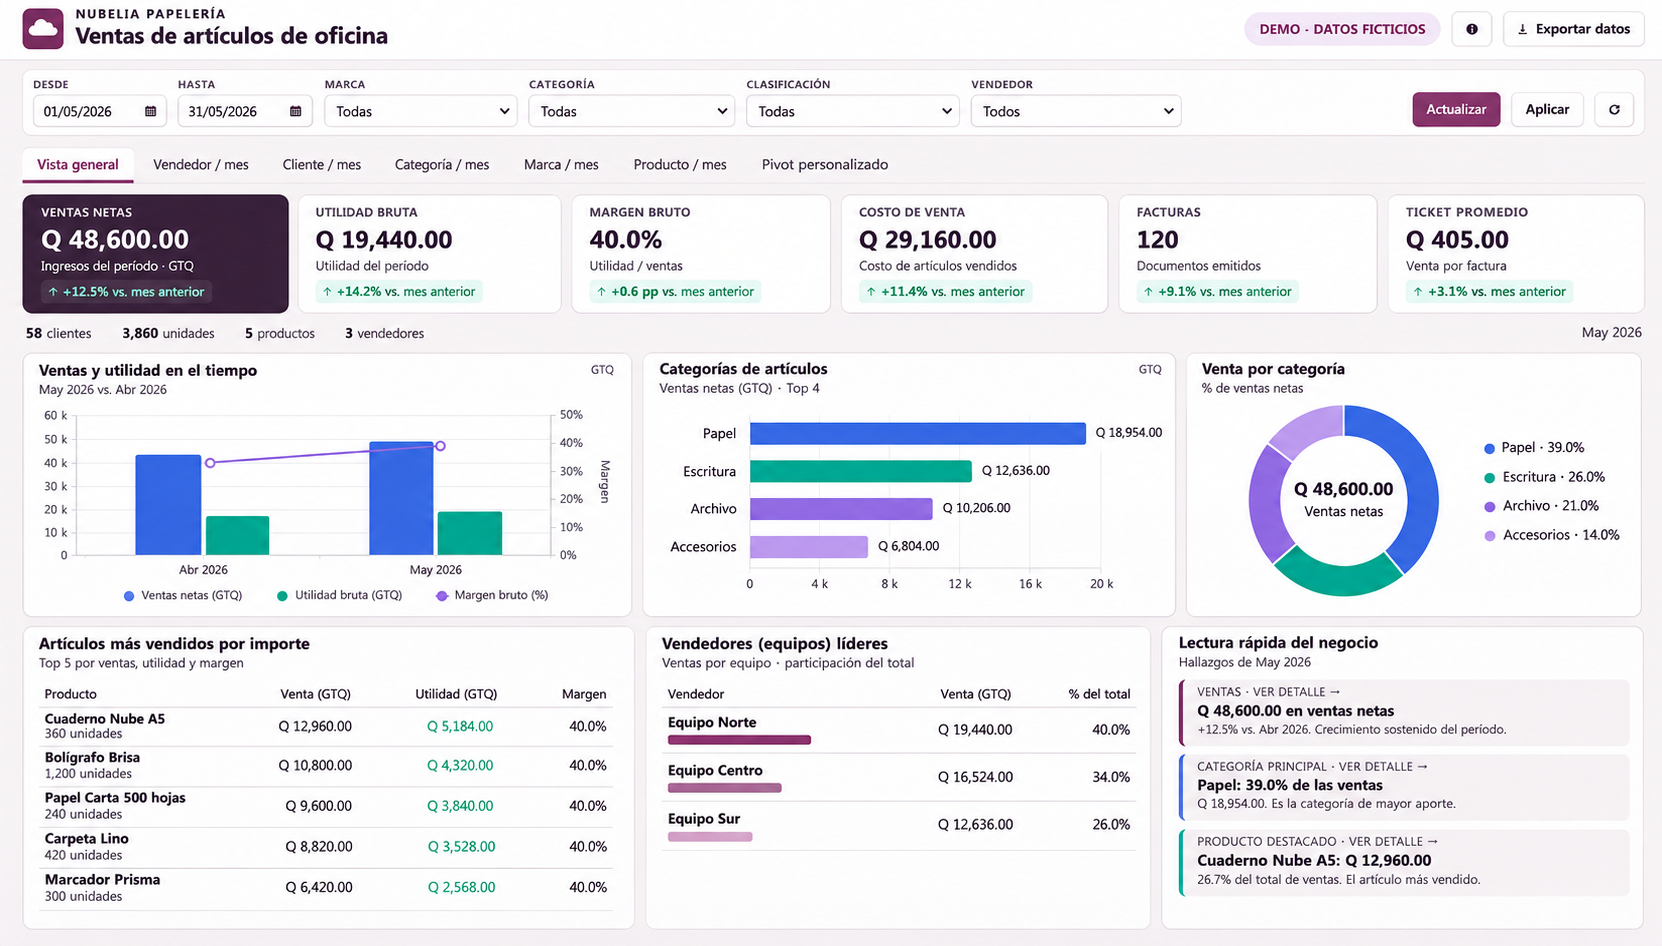 NUBELIA PAPELERÍA
Ventas de artículos de oficina
DEMO · DATOS FICTICIOS
Exportar datos
DESDE
01/05/2026
HASTA
31/05/2026
MARCA
Todas
CATEGORÍA
Todas
CLASIFICACIÓN
Todas
VENDEDOR
Todos
Actualizar
Aplicar
Vista general
Vendedor / mes
Cliente / mes
Categoría / mes
Marca / mes
Producto / mes
Pivot personalizado
VENTAS NETAS
Q 48,600.00
Ingresos del período · GTQ
↑ +12.5% vs. mes anterior
UTILIDAD BRUTA
Q 19,440.00
Utilidad del período
↑ +14.2% vs. mes anterior
MARGEN BRUTO
40.0%
Utilidad / ventas
↑ +0.6 pp vs. mes anterior
COSTO DE VENTA
Q 29,160.00
Costo de artículos vendidos
↑ +11.4% vs. mes anterior
FACTURAS
120
Documentos emitidos
↑ +9.1% vs. mes anterior
TICKET PROMEDIO
Q 405.00
Venta por factura
↑ +3.1% vs. mes anterior
58 clientes
3,860 unidades
5 productos
3 vendedores
May 2026
Ventas y utilidad en el tiempo
GTQ
May 2026 vs. Abr 2026
60 k
50 k
40 k
30 k
20 k
10 k
0
50%
40%
30%
20%
10%
0%
Margen
Abr 2026
May 2026
Ventas netas (GTQ)
Utilidad bruta (GTQ)
Margen bruto (%)
Categorías de artículos
GTQ
Ventas netas (GTQ) · Top 4
Papel
Q 18,954.00
Escritura
Q 12,636.00
Archivo
Q 10,206.00
Accesorios
Q 6,804.00
0
4 k
8 k
12 k
16 k
20 k
Venta por categoría
% de ventas netas
Q 48,600.00
Ventas netas
Papel · 39.0%
Escritura · 26.0%
Archivo · 21.0%
Accesorios · 14.0%
Artículos más vendidos por importe
Top 5 por ventas, utilidad y margen
Producto Venta (GTQ) Utilidad (GTQ) Margen
Cuaderno Nube A5
360 unidades
Q 12,960.00 Q 5,184.00 40.0%
Bolígrafo Brisa
1,200 unidades
Q 10,800.00 Q 4,320.00 40.0%
Papel Carta 500 hojas
240 unidades
Q 9,600.00 Q 3,840.00 40.0%
Carpeta Lino
420 unidades
Q 8,820.00 Q 3,528.00 40.0%
Marcador Prisma
300 unidades
Q 6,420.00 Q 2,568.00 40.0%
Vendedores (equipos) líderes
Ventas por equipo · participación del total
Vendedor Venta (GTQ) % del total
Equipo Norte Q 19,440.00 40.0%
Equipo Centro Q 16,524.00 34.0%
Equipo Sur Q 12,636.00 26.0%
Lectura rápida del negocio
Hallazgos de May 2026
VENTAS · VER DETALLE →
Q 48,600.00 en ventas netas
+12.5% vs. Abr 2026. Crecimiento sostenido del período.
CATEGORÍA PRINCIPAL · VER DETALLE →
Papel: 39.0% de las ventas
Q 18,954.00. Es la categoría de mayor aporte.
PRODUCTO DESTACADO · VER DETALLE →
Cuaderno Nube A5: Q 12,960.00
26.7% del total de ventas. El artículo más vendido.